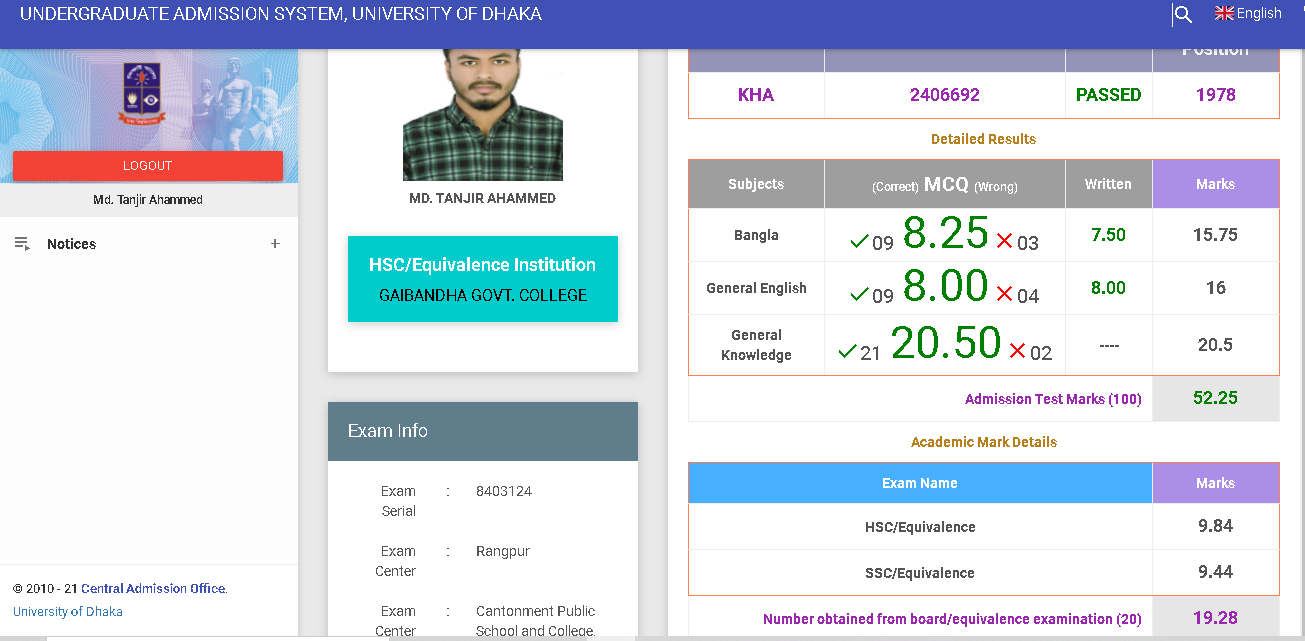 UNDERGRADUATE ADMISSION SYSTEM, UNIVERSITY OF DHAKA
English
LOGOUT
Md. Tanjir Ahammed
Notices +
© 2010 - 21 Central Admission Office.
University of Dhaka
MD. TANJIR AHAMMED
HSC/Equivalence Institution
GAIBANDHA GOVT. COLLEGE
Exam Info
Exam Serial : 8403124
Exam Center : Rangpur
Exam Center : Cantonment Public School and College,
Position
KHA 2406692 PASSED 1978
Detailed Results
Subjects (Correct) MCQ (Wrong) Written Marks
Bangla 09 8.25 03 7.50 15.75
General English 09 8.00 04 8.00 16
General Knowledge 21 20.50 02 ---- 20.5
Admission Test Marks (100) 52.25
Academic Mark Details
Exam Name Marks
HSC/Equivalence 9.84
SSC/Equivalence 9.44
Number obtained from board/equivalence examination (20) 19.28